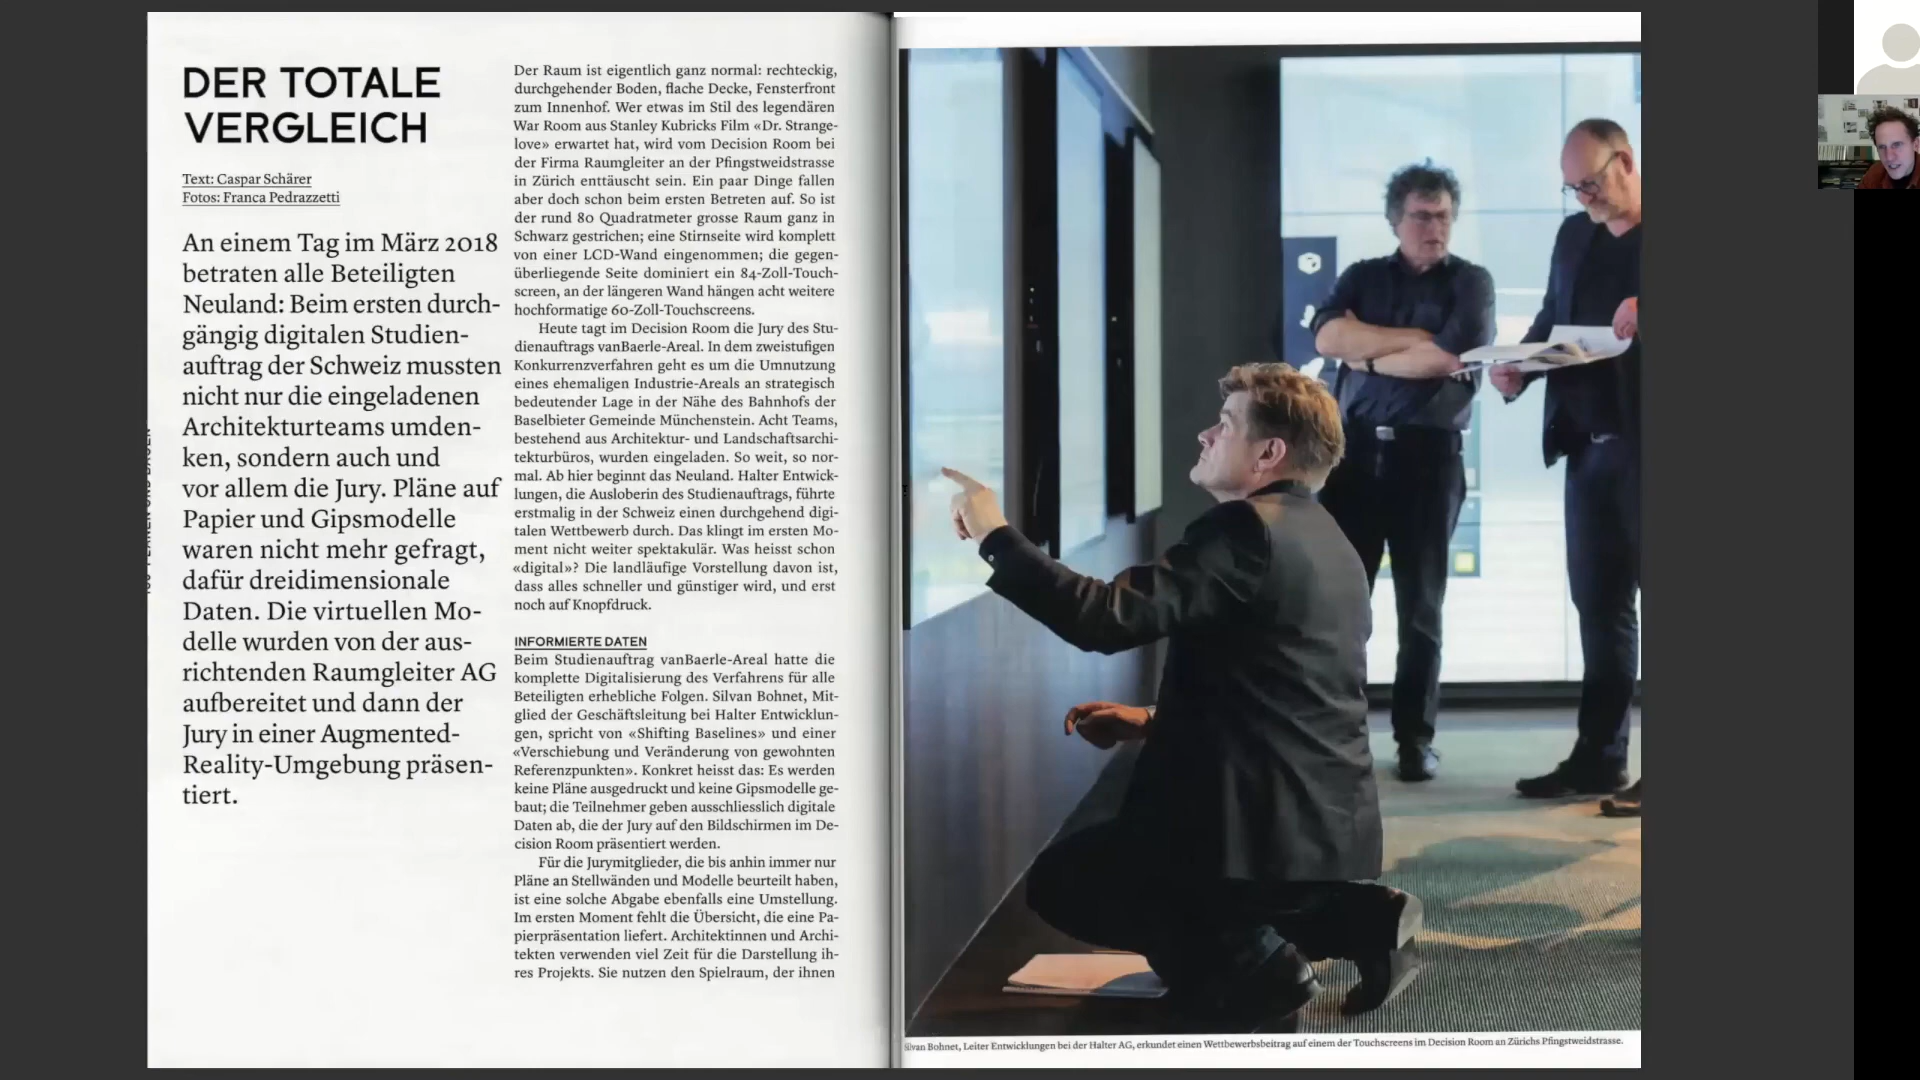 DER TOTALE
VERGLEICH
Text: Caspar Schärer
Fotos: Franca Pedrazzetti
An einem Tag im März 2018
betraten alle Beteiligten
Neuland: Beim ersten durch-
gängig digitalen Studien-
auftrag der Schweiz mussten
nicht nur die eingeladenen
Architekturteams umden-
ken, sondern auch und
vor allem die Jury. Pläne auf
Papier und Gipsmodelle
waren nicht mehr gefragt,
dafür dreidimensionale
Daten. Die virtuellen Mo-
delle wurden von der aus-
richtenden Raumgleiter AG
aufbereitet und dann der
Jury in einer Augmented-
Reality-Umgebung präsen-
tiert.
Der Raum ist eigentlich ganz normal: rechteckig,
durchgehender Boden, flache Decke, Fensterfront
zum Innenhof. Wer etwas im Stil des legendären
War Room aus Stanley Kubricks Film «Dr. Strange-
love» erwartet hat, wird vom Decision Room bei
der Firma Raumgleiter an der Pfingstweidstrasse
in Zürich enttäuscht sein. Ein paar Dinge fallen
aber doch schon beim ersten Betreten auf. So ist
der rund 80 Quadratmeter grosse Raum ganz in
Schwarz gestrichen; eine Stirnseite wird komplett
von einer LCD-Wand eingenommen; die gegen-
überliegende Seite dominiert ein 84-Zoll-Touch-
screen, an der längeren Wand hängen acht weitere
hochformatige 60-Zoll-Touchscreens.
Heute tagt im Decision Room die Jury des Stu-
dienauftrags vanBaerle-Areal. In dem zweistufigen
Konkurrenzverfahren geht es um die Umnutzung
eines ehemaligen Industrie-Areals an strategisch
bedeutender Lage in der Nähe des Bahnhofs der
Baselbieter Gemeinde Münchenstein. Acht Teams,
bestehend aus Architektur- und Landschaftsarchi-
tekturbüros, wurden eingeladen. So weit, so nor-
mal. Ab hier beginnt das Neuland. Halter Entwick-
lungen, die Ausloberin des Studienauftrags, führte
erstmalig in der Schweiz einen durchgehend digi-
talen Wettbewerb durch. Das klingt im ersten Mo-
ment nicht weiter spektakulär. Was heisst schon
«digital»? Die landläufige Vorstellung davon ist,
dass alles schneller und günstiger wird, und erst
noch auf Knopfdruck.
INFORMIERTE DATEN
Beim Studienauftrag vanBaerle-Areal hatte die
komplette Digitalisierung des Verfahrens für alle
Beteiligten erhebliche Folgen. Silvan Bohnet, Mit-
glied der Geschäftsleitung bei Halter Entwicklun-
gen, spricht von «Shifting Baselines» und einer
«Verschiebung und Veränderung von gewohnten
Referenzpunkten». Konkret heisst das: Es werden
keine Pläne ausgedruckt und keine Gipsmodelle ge-
baut; die Teilnehmer geben ausschliesslich digitale
Daten ab, die der Jury auf den Bildschirmen im De-
cision Room präsentiert werden.
Für die Jurymitglieder, die bis anhin immer nur
Pläne an Stellwänden und Modelle beurteilt haben,
ist eine solche Abgabe ebenfalls eine Umstellung.
Im ersten Moment fehlt die Übersicht, die eine Pa-
pierpräsentation liefert. Architektinnen und Archi-
tekten verwenden viel Zeit für die Darstellung ih-
res Projekts. Sie nutzen den Spielraum, der ihnen
Silvan Bohnet, Leiter Entwicklungen bei der Halter AG, erkundet einen Wettbewerbsbeitrag auf einem der Touchscreens im Decision Room an Zürichs Pfingstweidstrasse.